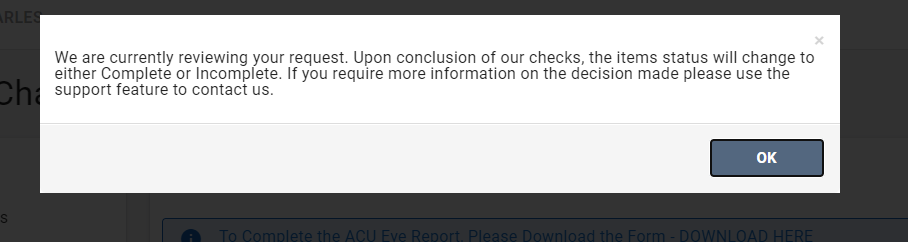 ARLES
×
We are currently reviewing your request. Upon conclusion of our checks, the items status will change to
either Complete or Incomplete. If you require more information on the decision made please use the
support feature to contact us.
Cha
OK
s
To Complete the ACU Eye Report, Please Download the Form - DOWNLOAD HERE